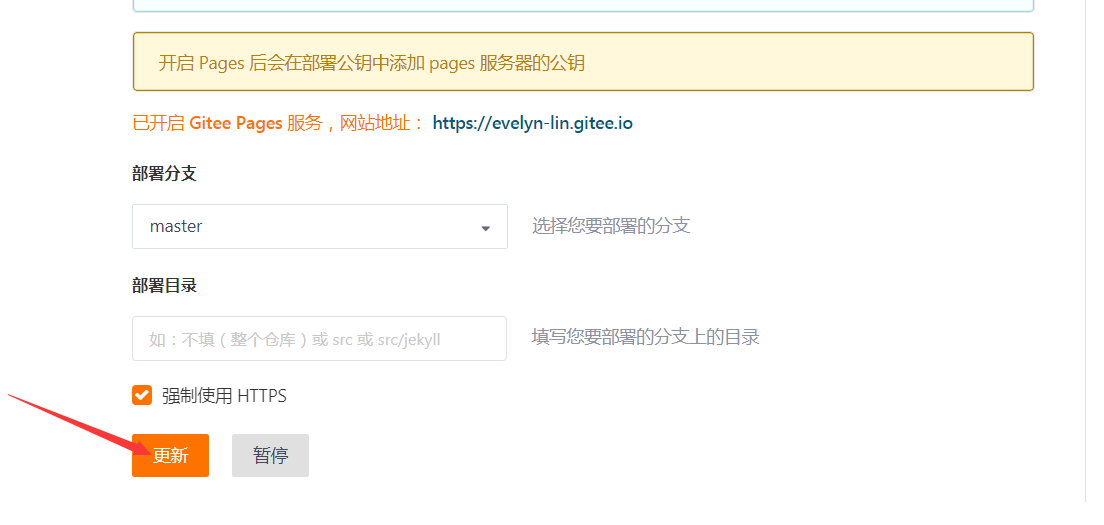 开启 Pages 后会在部署公钥中添加 pages 服务器的公钥
已开启 Gitee Pages 服务，网站地址： https://evelyn-lin.gitee.io
部署分支
master 选择您要部署的分支
部署目录
如：不填（整个仓库）或 src 或 src/jekyll 填写您要部署的分支上的目录
强制使用 HTTPS
更新 暂停